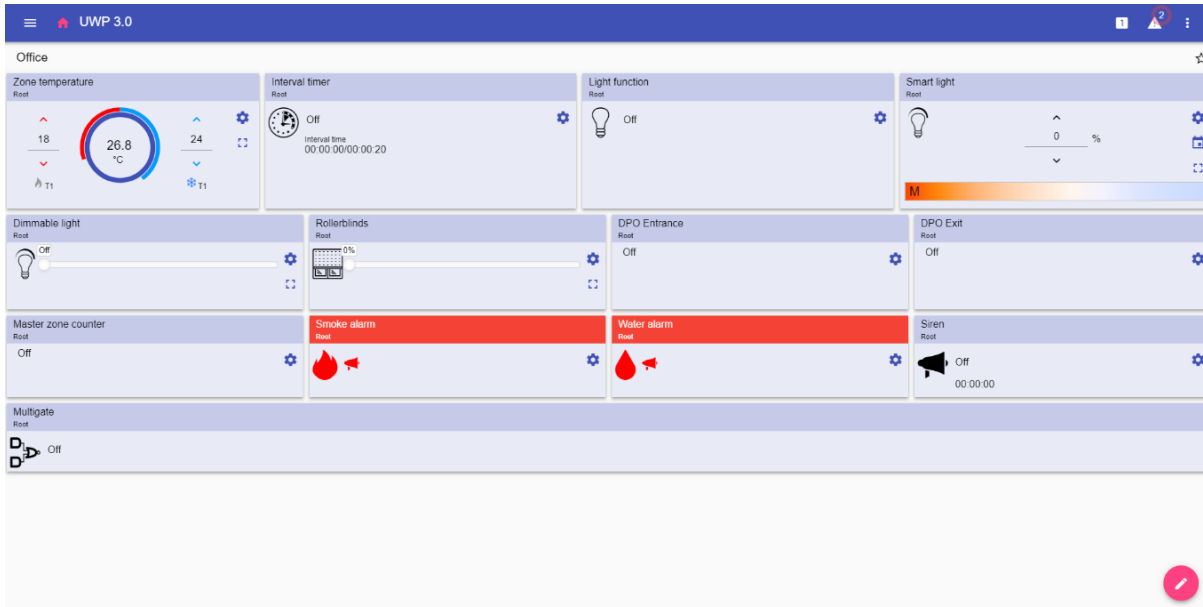 UWP 3.0
1
2
Office
Zone temperature
Root
18
26.8
°C
24
T1
T1
Interval timer
Root
Off
Interval time
00:00:00/00:00:20
Light function
Root
Off
Smart light
Root
0 %
M
Dimmable light
Root
Off
Rollerblinds
Root
0%
DPO Entrance
Root
Off
DPO Exit
Root
Off
Master zone counter
Root
Off
Smoke alarm
Root
Water alarm
Root
Siren
Root
Off
00:00:00
Multigate
Root
Off